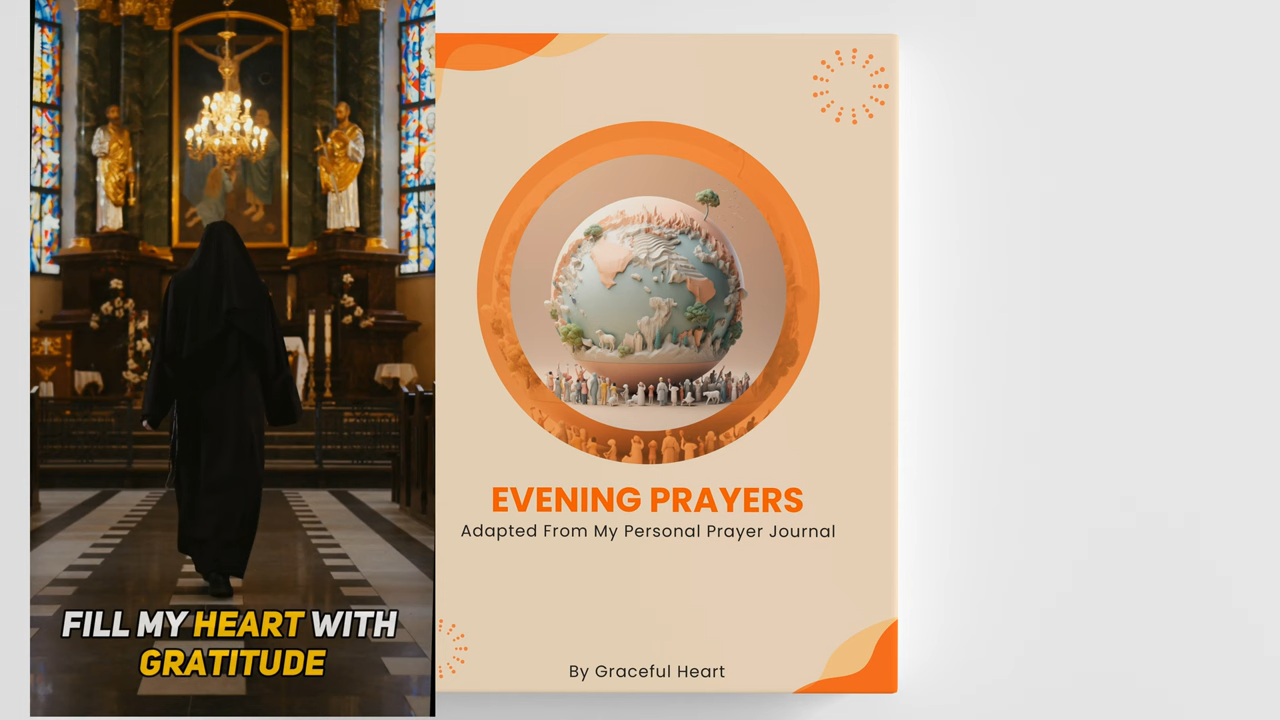 FILL MY HEART WITH
GRATITUDE
EVENING PRAYERS
Adapted From My Personal Prayer Journal
By Graceful Heart